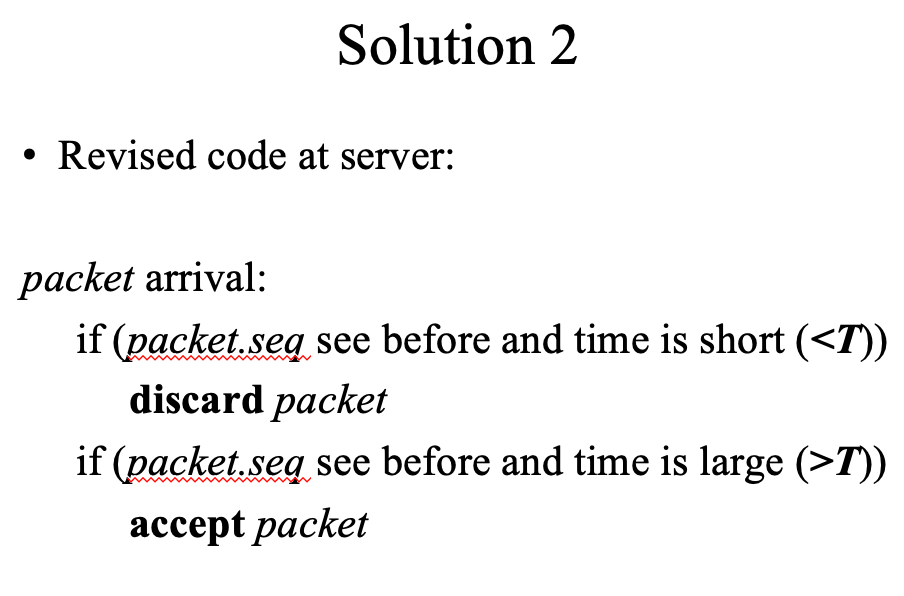 Solution 2
• Revised code at server:
packet arrival:
if (packet.seq see before and time is short (<T))
discard packet
if (packet.seq see before and time is large (>T))
accept packet